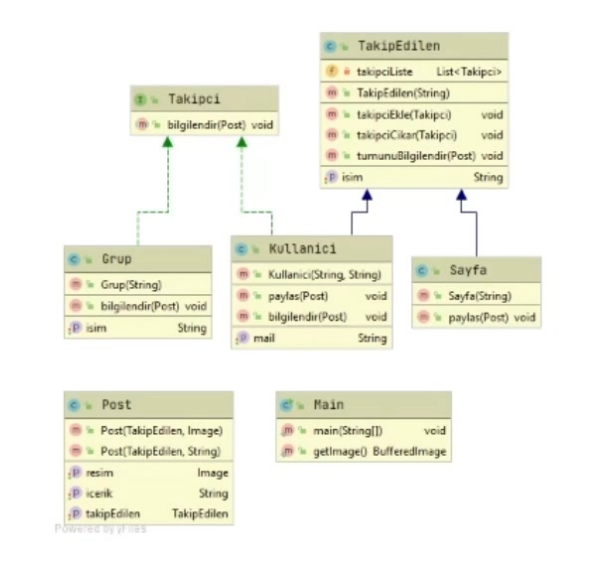 TakipEdilen
takipciListe List<Takipci>
TakipEdilen(String)
takipciEkle(Takipci) void
takipciCikar(Takipci) void
tumunuBilgilendir(Post) void
isim String
Takipci
bilgilendir(Post) void
Grup
Grup(String)
bilgilendir(Post) void
isim String
Kullanici
Kullanici(String, String)
paylas(Post) void
bilgilendir(Post) void
mail String
Sayfa
Sayfa(String)
paylas(Post) void
Post
Post(TakipEdilen, Image)
Post(TakipEdilen, String)
resim Image
icerik String
takipEdilen TakipEdilen
Main
main(String[]) void
getImage() BufferedImage
Powered by yFiles